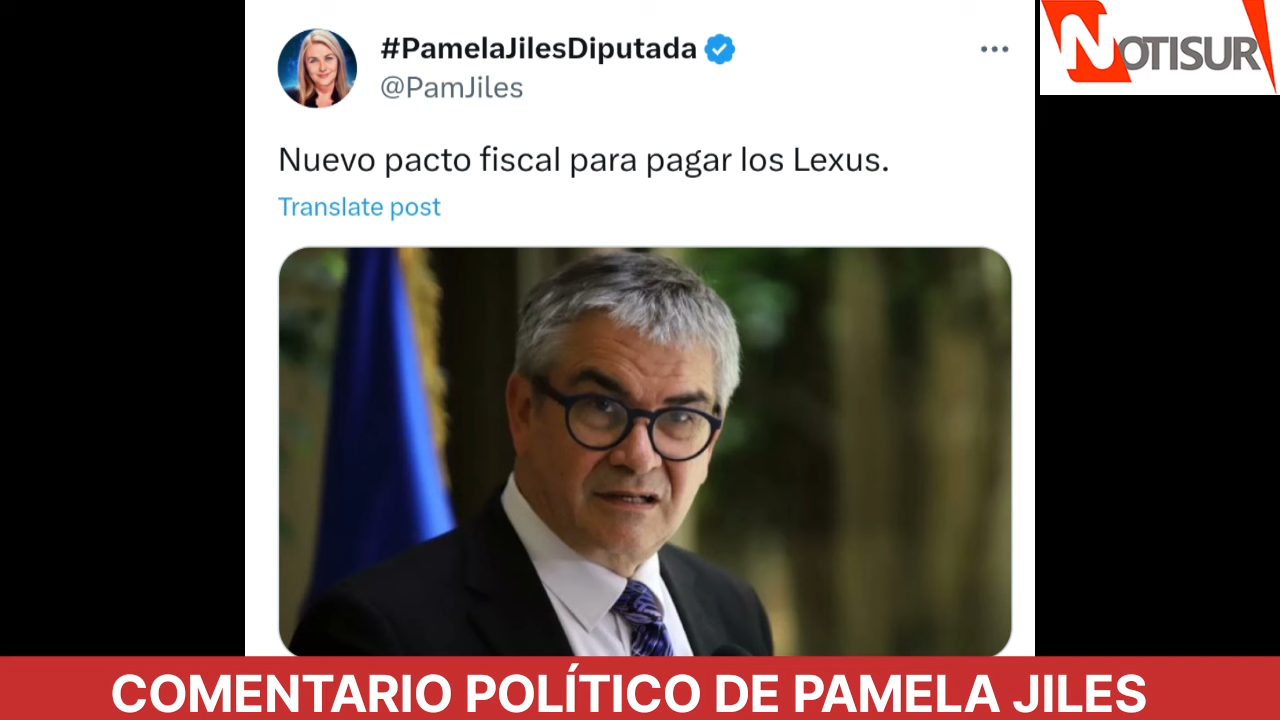 #PamelaJilesDiputada
@PamJiles
NOTISUR
Nuevo pacto fiscal para pagar los Lexus.
Translate post
COMENTARIO POLÍTICO DE PAMELA JILES